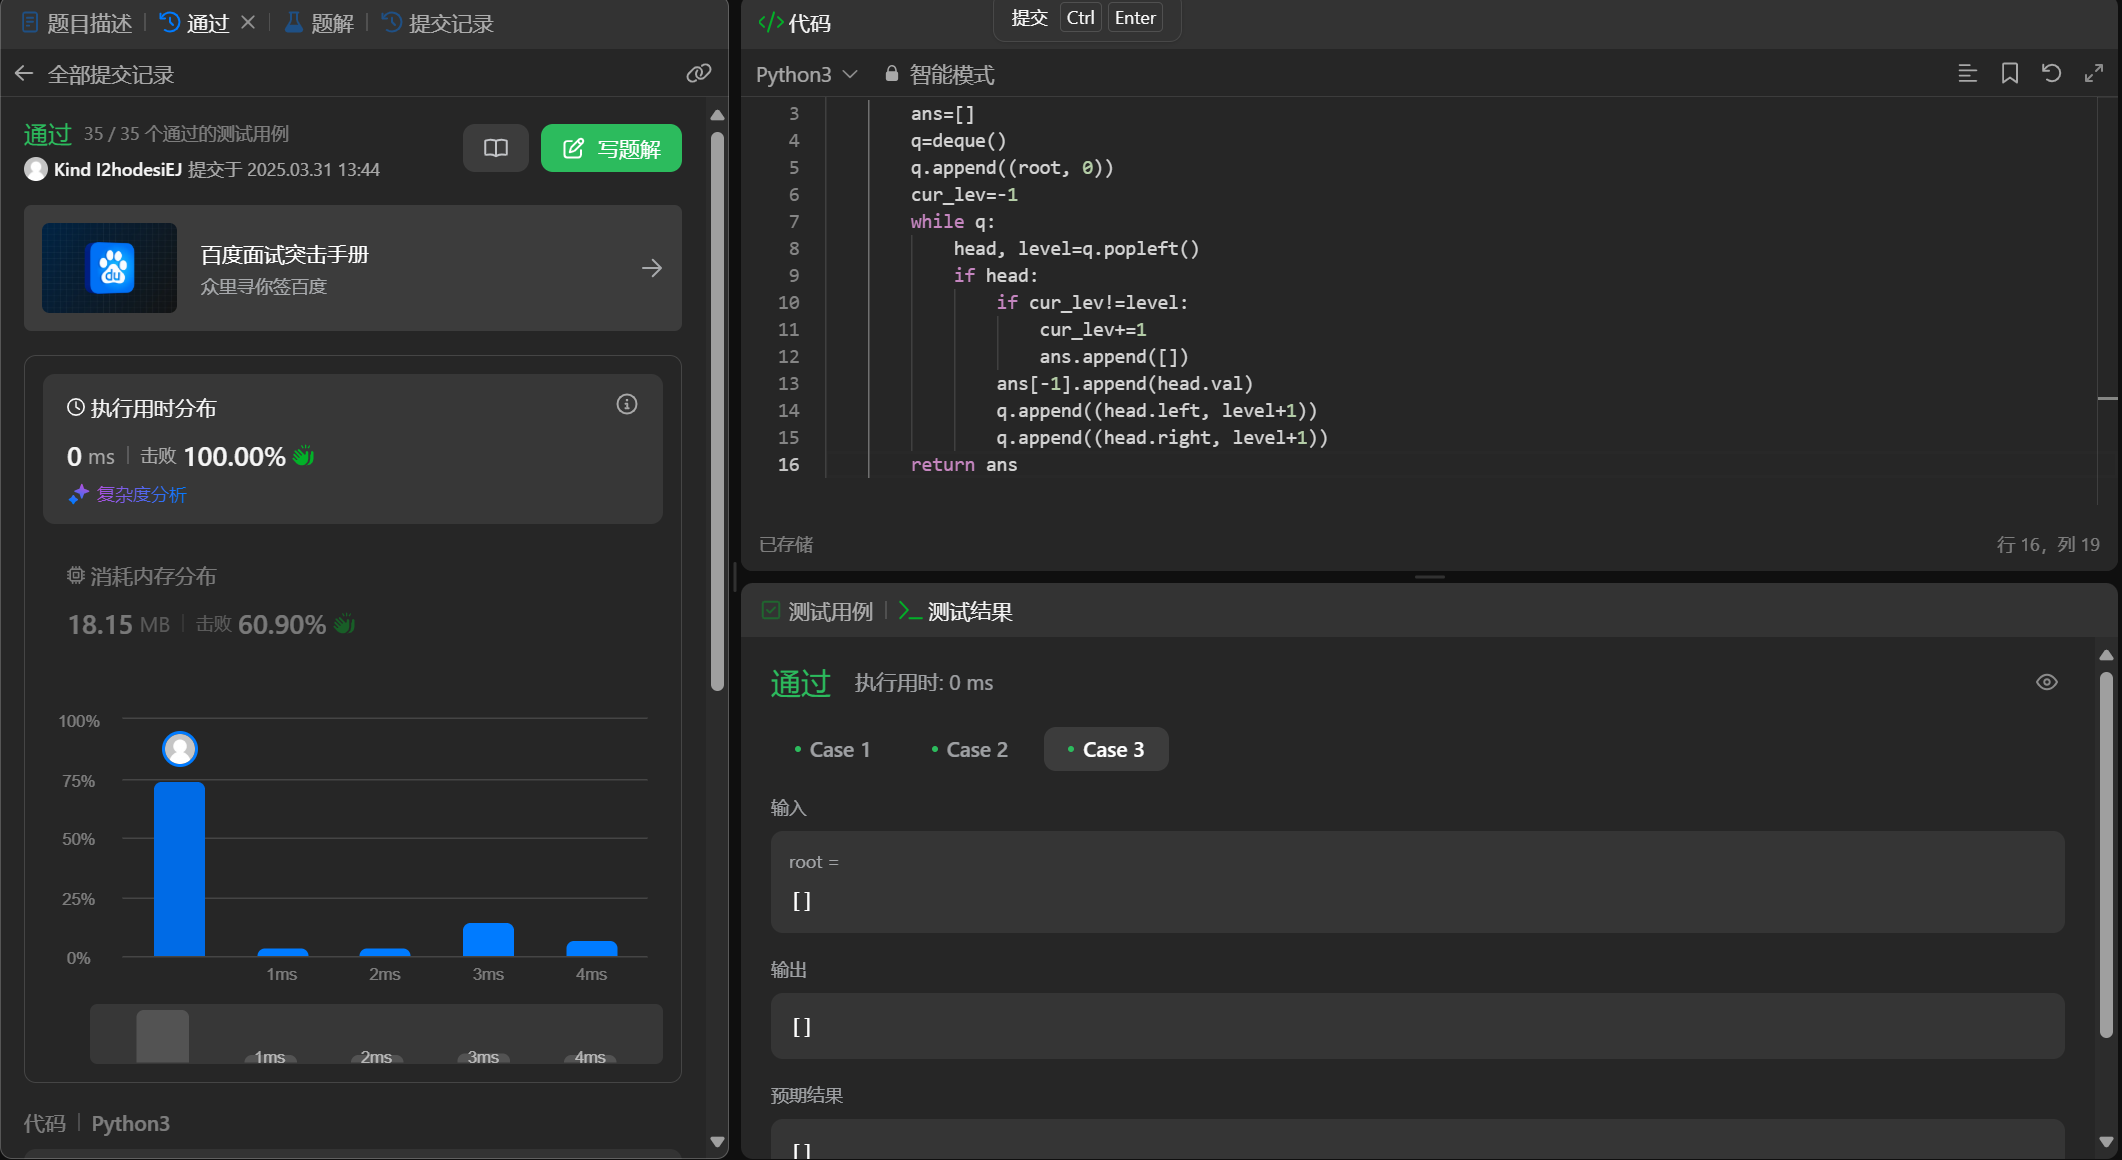 题目描述
通过
题解
提交记录
全部提交记录
通过 35 / 35 个通过的测试用例
Kind I2hodesiEJ 提交于 2025.03.31 13:44
写题解
du
百度面试突击手册
众里寻你签百度
执行用时分布
0 ms 击败 100.00%
复杂度分析
消耗内存分布
18.15 MB 击败 60.90%
100%
75%
50%
25%
0%
1ms 2ms 3ms 4ms
1ms 2ms 3ms 4ms
代码 Python3
代码
提交 Ctrl Enter
Python3 智能模式
3 ans=[]
4 q=deque()
5 q.append((root, 0))
6 cur_lev=-1
7 while q:
8 head, level=q.popleft()
9 if head:
10 if cur_lev!=level:
11 cur_lev+=1
12 ans.append([])
13 ans[-1].append(head.val)
14 q.append((head.left, level+1))
15 q.append((head.right, level+1))
16 return ans
已存储
行 16, 列 19
测试用例
测试结果
通过 执行用时: 0 ms
Case 1 Case 2 Case 3
输入
root =
[]
输出
[]
预期结果
[]